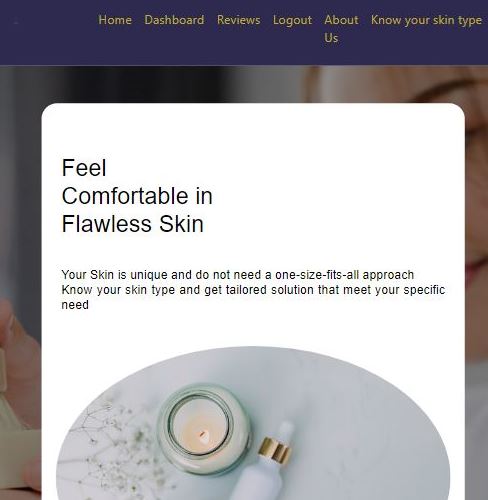 Home Dashboard Reviews Logout About Know your skin type
Us
Feel
Comfortable in
Flawless Skin
Your Skin is unique and do not need a one-size-fits-all approach
Know your skin type and get tailored solution that meet your specific
need